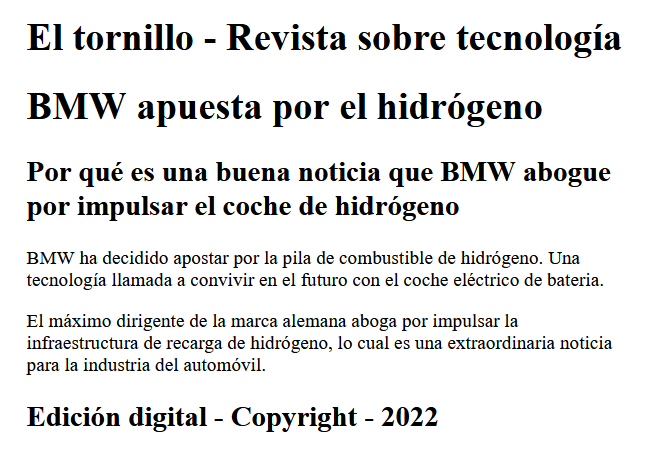 El tornillo - Revista sobre tecnología
BMW apuesta por el hidrógeno
Por qué es una buena noticia que BMW abogue
por impulsar el coche de hidrógeno
BMW ha decidido apostar por la pila de combustible de hidrógeno. Una
tecnología llamada a convivir en el futuro con el coche eléctrico de bateria.
El máximo dirigente de la marca alemana aboga por impulsar la
infraestructura de recarga de hidrógeno, lo cual es una extraordinaria noticia
para la industria del automóvil.
Edición digital - Copyright - 2022